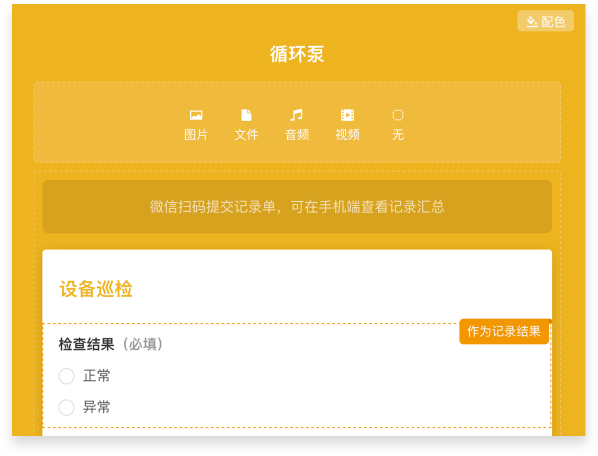 配色
循环泵
图片 文件 音频 视频 无
微信扫码提交记录单，可在手机端查看记录汇总
设备巡检
作为记录结果
检查结果（必填）
正常
异常